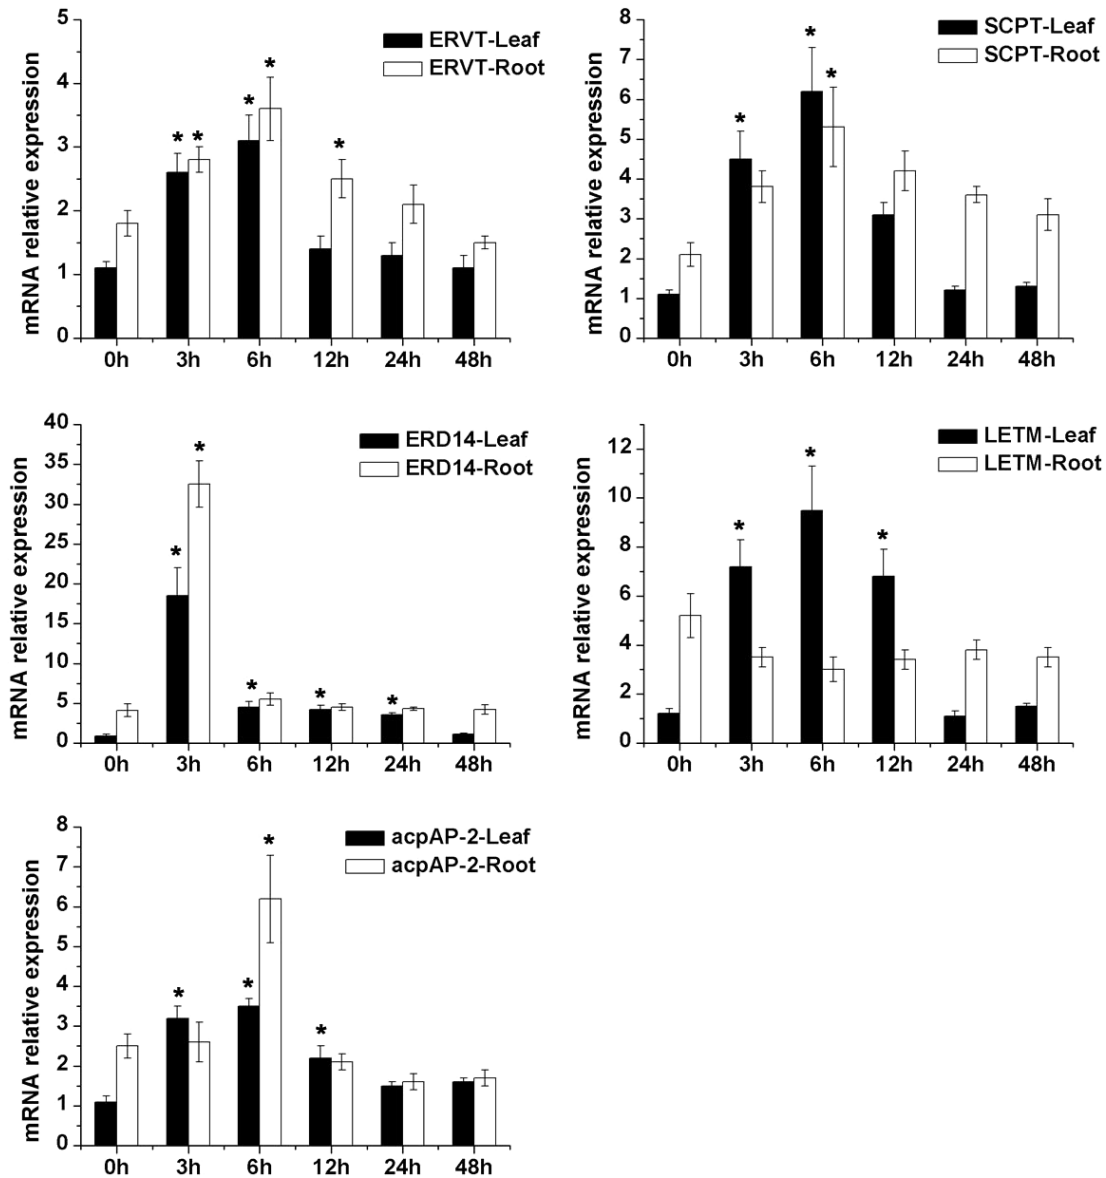 5
4
3
2
1
0
mRNA relative expression
ERVT-Leaf
ERVT-Root
* * * * *
0h 3h 6h 12h 24h 48h
8
7
6
5
4
3
2
1
0
mRNA relative expression
SCPT-Leaf
SCPT-Root
* * *
0h 3h 6h 12h 24h 48h
40
35
30
25
20
15
10
5
0
mRNA relative expression
ERD14-Leaf
ERD14-Root
* * * * *
0h 3h 6h 12h 24h 48h
12
10
8
6
4
2
0
mRNA relative expression
LETM-Leaf
LETM-Root
* * *
0h 3h 6h 12h 24h 48h
8
7
6
5
4
3
2
1
0
mRNA relative expression
acpAP-2-Leaf
acpAP-2-Root
* * * *
0h 3h 6h 12h 24h 48h